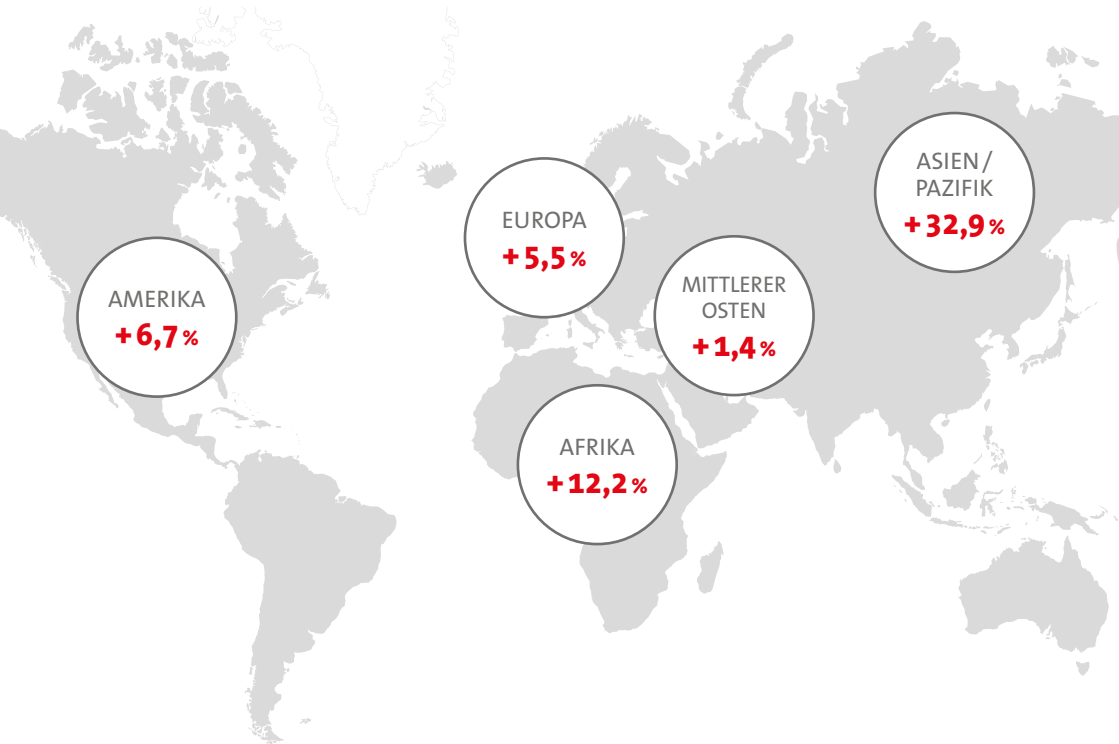 AMERIKA
+6,7 %
EUROPA
+5,5 %
AFRIKA
+12,2 %
MITTLERER
OSTEN
+1,4 %
ASIEN/
PAZIFIK
+32,9 %